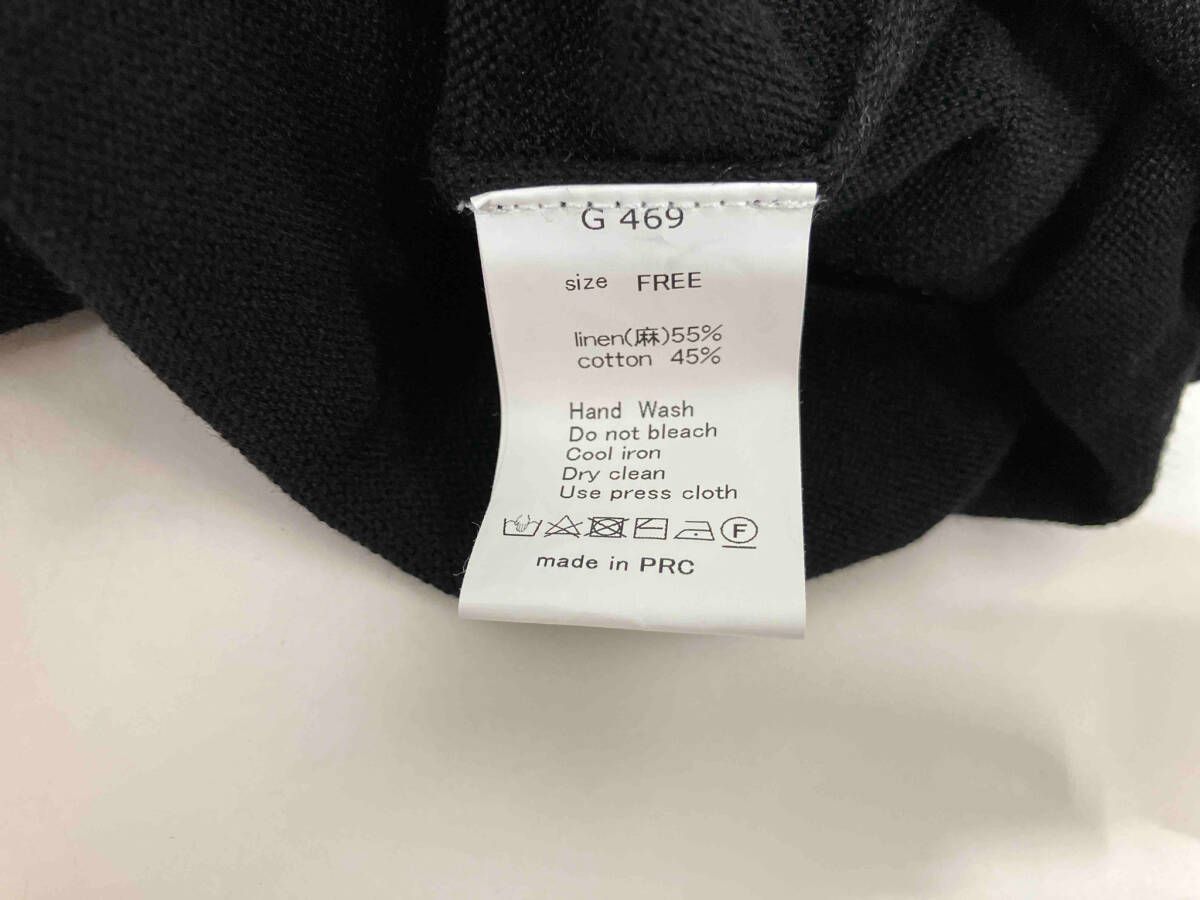 G 469
size FREE
linen(麻)55%
cotton 45%
Hand Wash
Do not bleach
Cool iron
Dry clean
Use press cloth
F
made in PRC